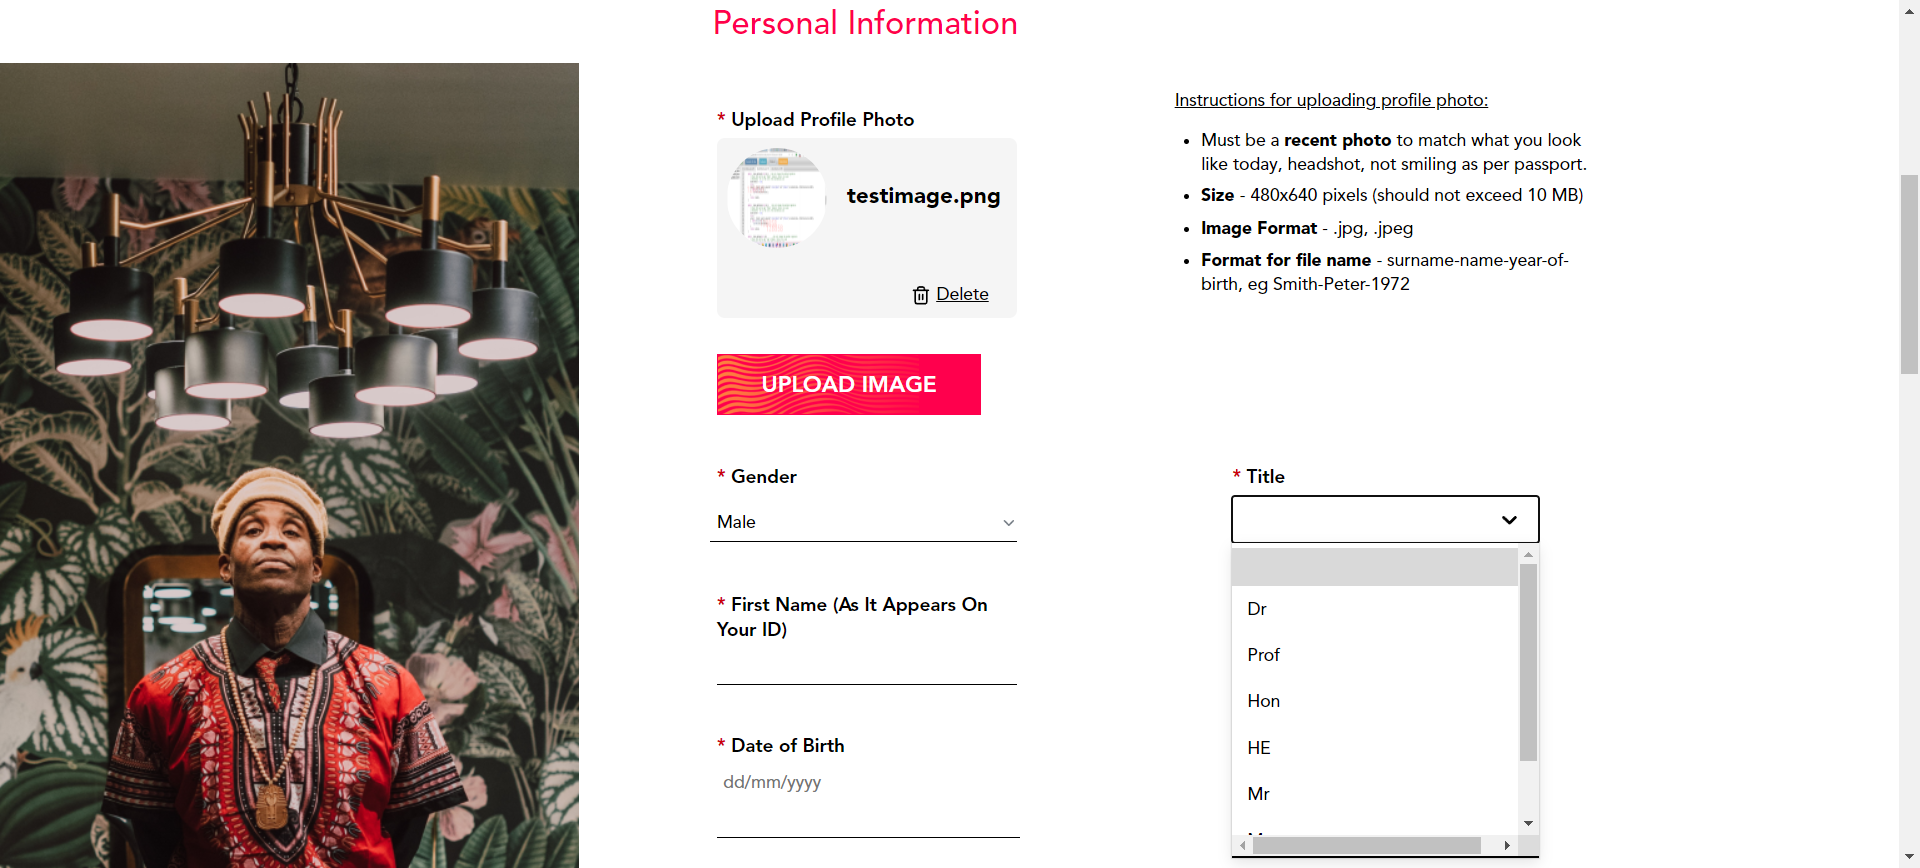 Personal Information
* Upload Profile Photo
testimage.png
Delete
UPLOAD IMAGE
Instructions for uploading profile photo:
• Must be a recent photo to match what you look
like today, headshot, not smiling as per passport.
• Size - 480x640 pixels (should not exceed 10 MB)
• Image Format - .jpg, .jpeg
• Format for file name - surname-name-year-of-
birth, eg Smith-Peter-1972
* Gender
Male
* Title
Dr
Prof
Hon
HE
Mr
* First Name (As It Appears On
Your ID)
* Date of Birth
dd/mm/yyyy